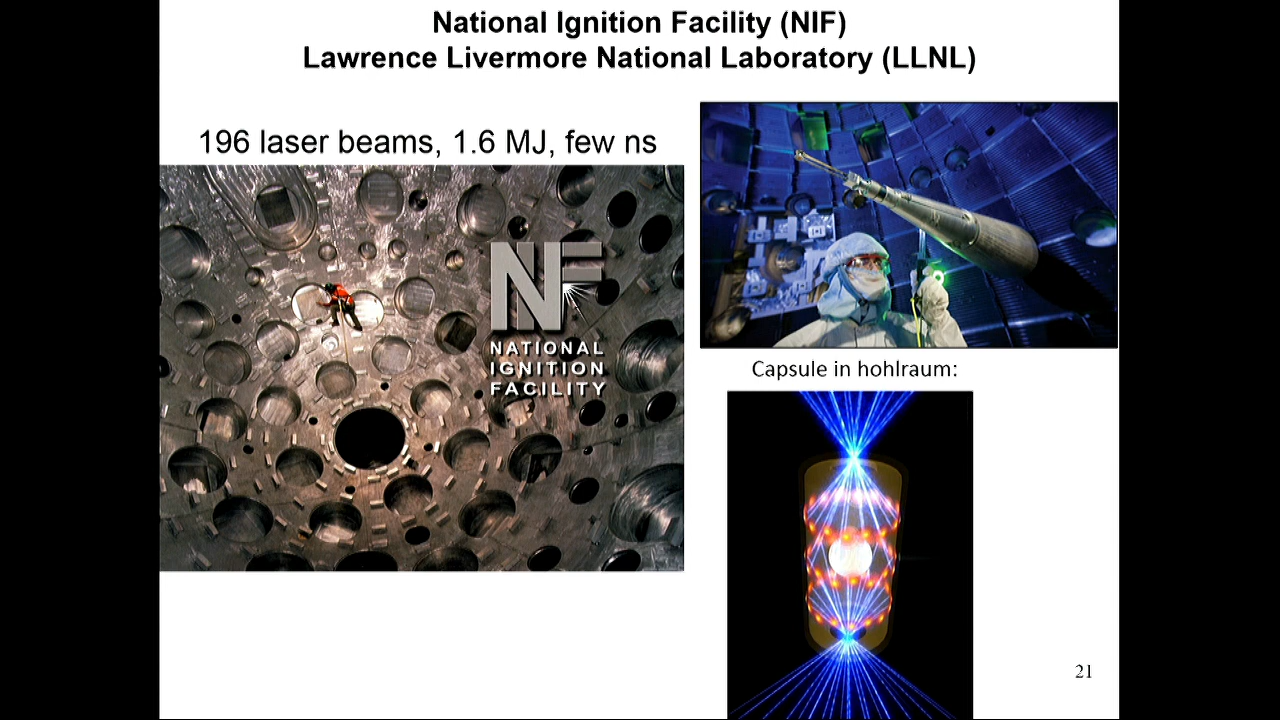 National Ignition Facility (NIF)
Lawrence Livermore National Laboratory (LLNL)
196 laser beams, 1.6 MJ, few ns
NIF
NATIONAL
IGNITION
FACILITY
Capsule in hohlraum:
21